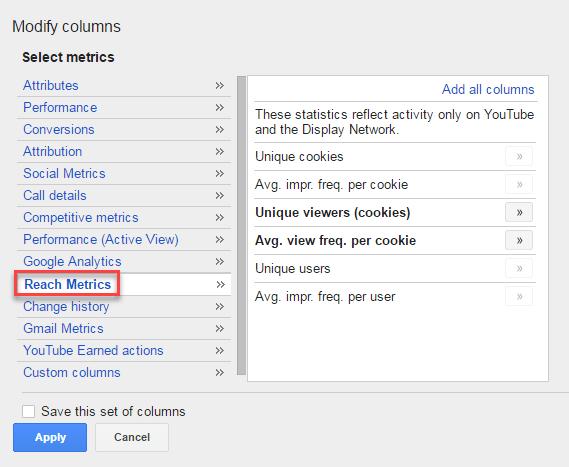 Modify columns
Select metrics
Attributes »
Performance »
Conversions »
Attribution »
Social Metrics »
Call details »
Competitive metrics »
Performance (Active View) »
Google Analytics »
Reach Metrics »
Change history »
Gmail Metrics »
YouTube Earned actions »
Custom columns »
Add all columns
These statistics reflect activity only on YouTube
and the Display Network.
Unique cookies »
Avg. impr. freq. per cookie »
Unique viewers (cookies) »
Avg. view freq. per cookie »
Unique users »
Avg. impr. freq. per user »
Save this set of columns
Apply Cancel